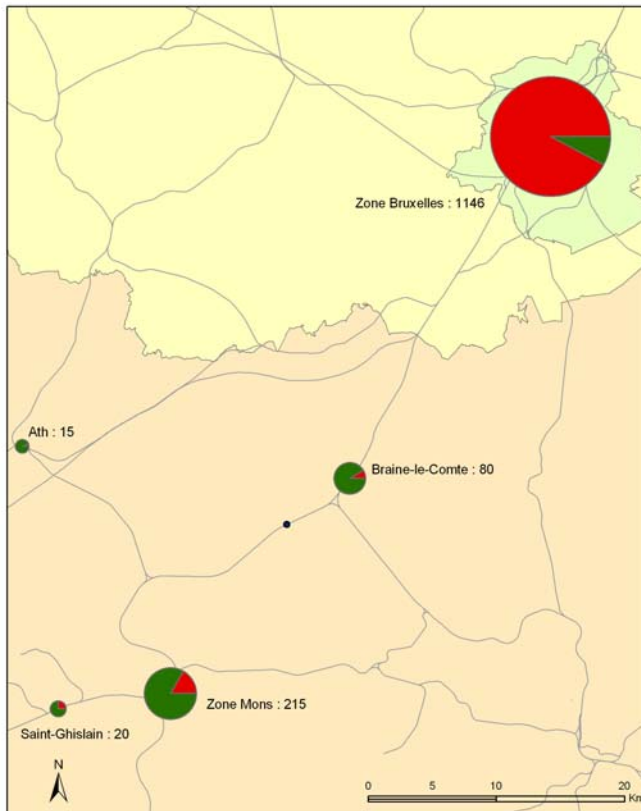 Zone Bruxelles : 1146
Ath : 15
Braine-le-Comte : 80
Zone Mons : 215
Saint-Ghislain : 20
N
0 5 10 20
Km